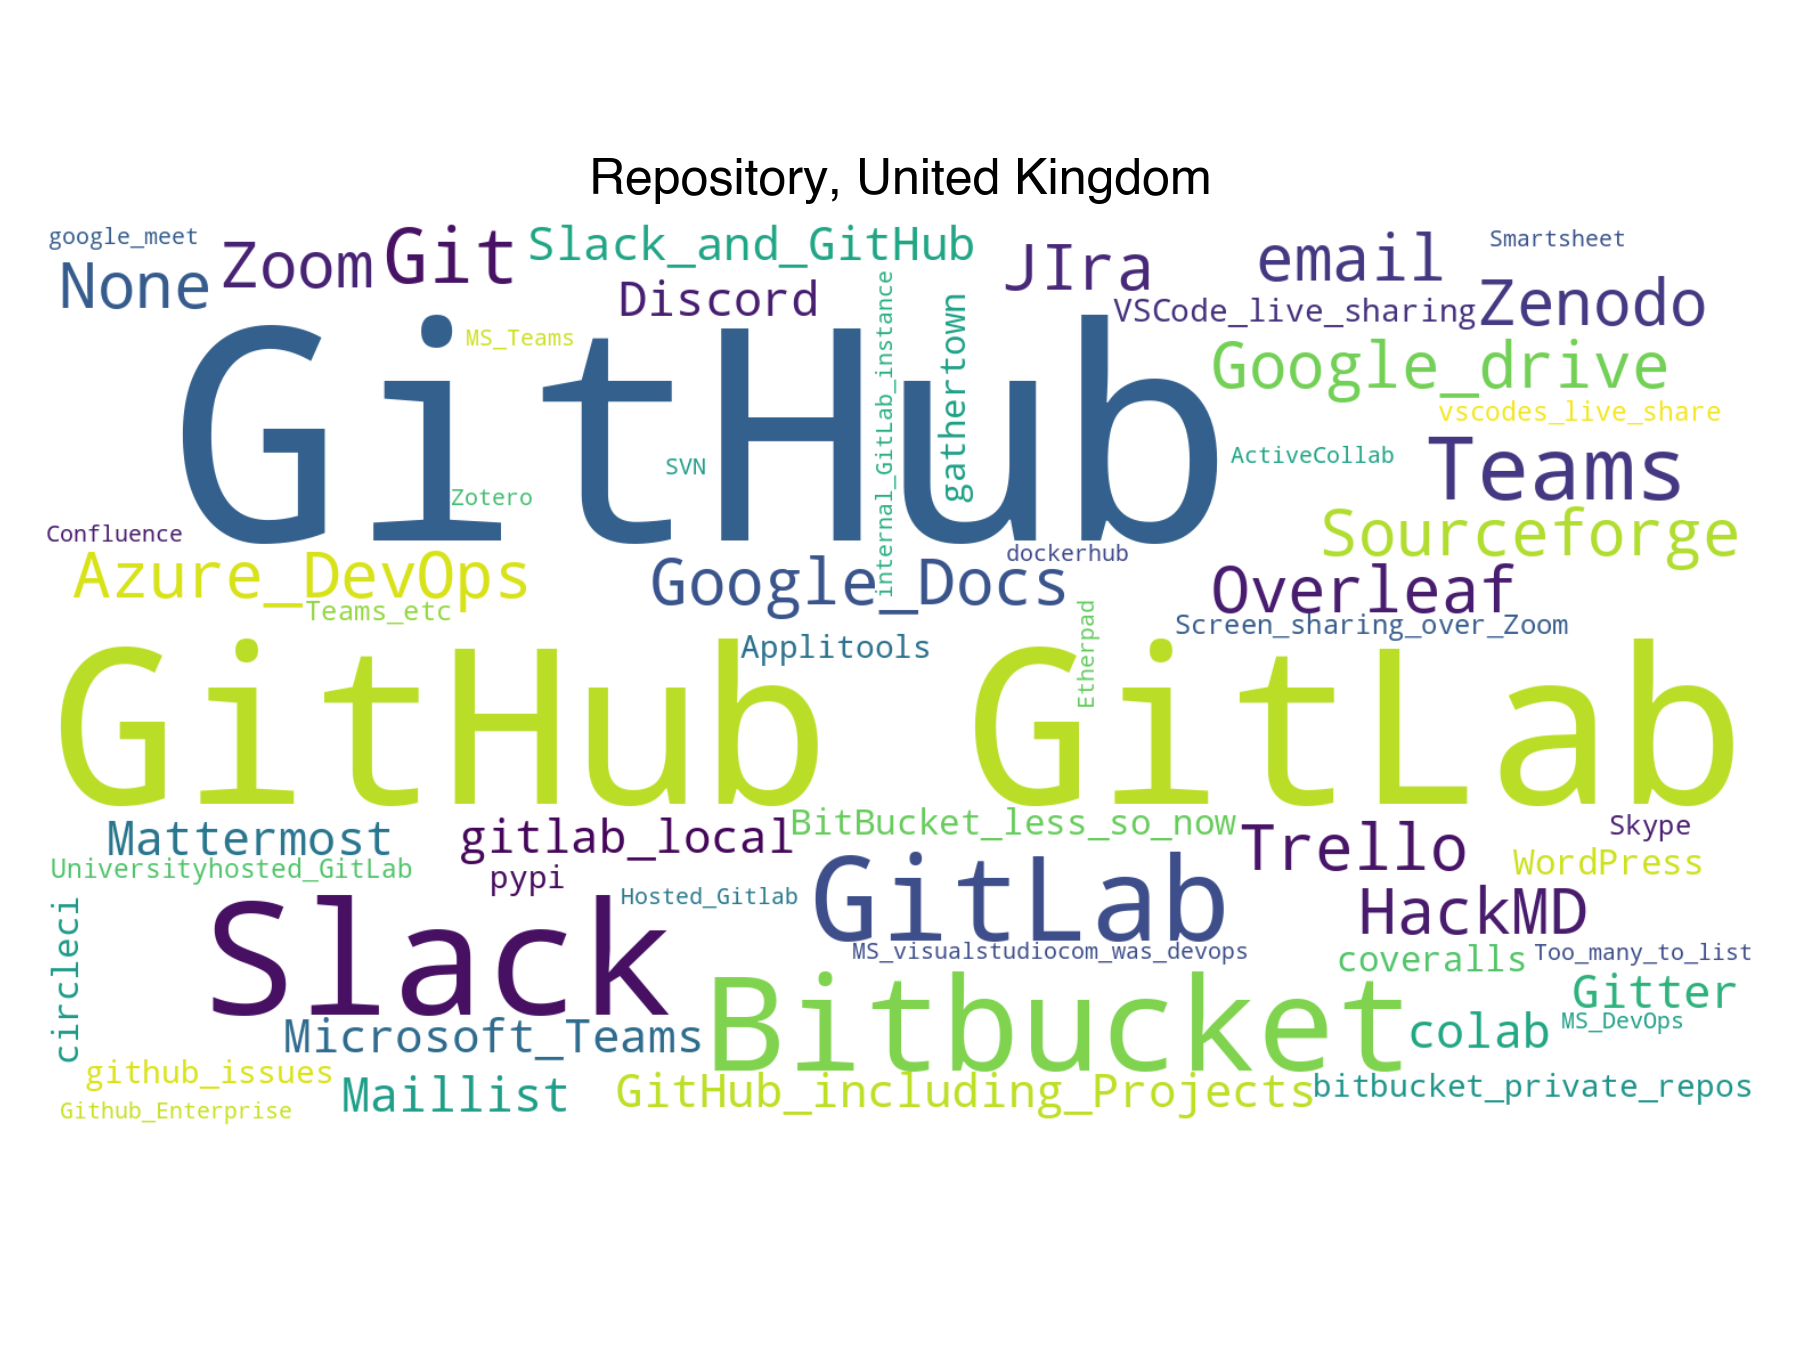 Repository, United Kingdom
google_meet
None
Zoom
Git
Slack_and_GitHub
Discord
JIra
email
Smartsheet
VSCode_live_sharing
Zenodo
GitHub
MS_Teams
internal_GitLab_instance
gathertown
Google_drive
vscodes_live_share
SVN
Zotero
ActiveCollab
Teams
Confluence
Sourceforge
Azure_DevOps
Google_Docs
dockerhub
Overleaf
Teams_etc
Screen_sharing_over_Zoom
Applitools
Etherpad
GitHub GitLab
Mattermost
gitlab_local
BitBucket_less_so_now
Trello
Skype
Universityhosted_GitLab
pypi
WordPress
Hosted_Gitlab
GitLab
HackMD
circleci
Slack
MS_visualstudiocom_was_devops
coveralls
Too_many_to_list
Bitbucket
Gitter
Microsoft_Teams
colab
MS_DevOps
github_issues
Maillist
GitHub_including_Projects
bitbucket_private_repos
Github_Enterprise